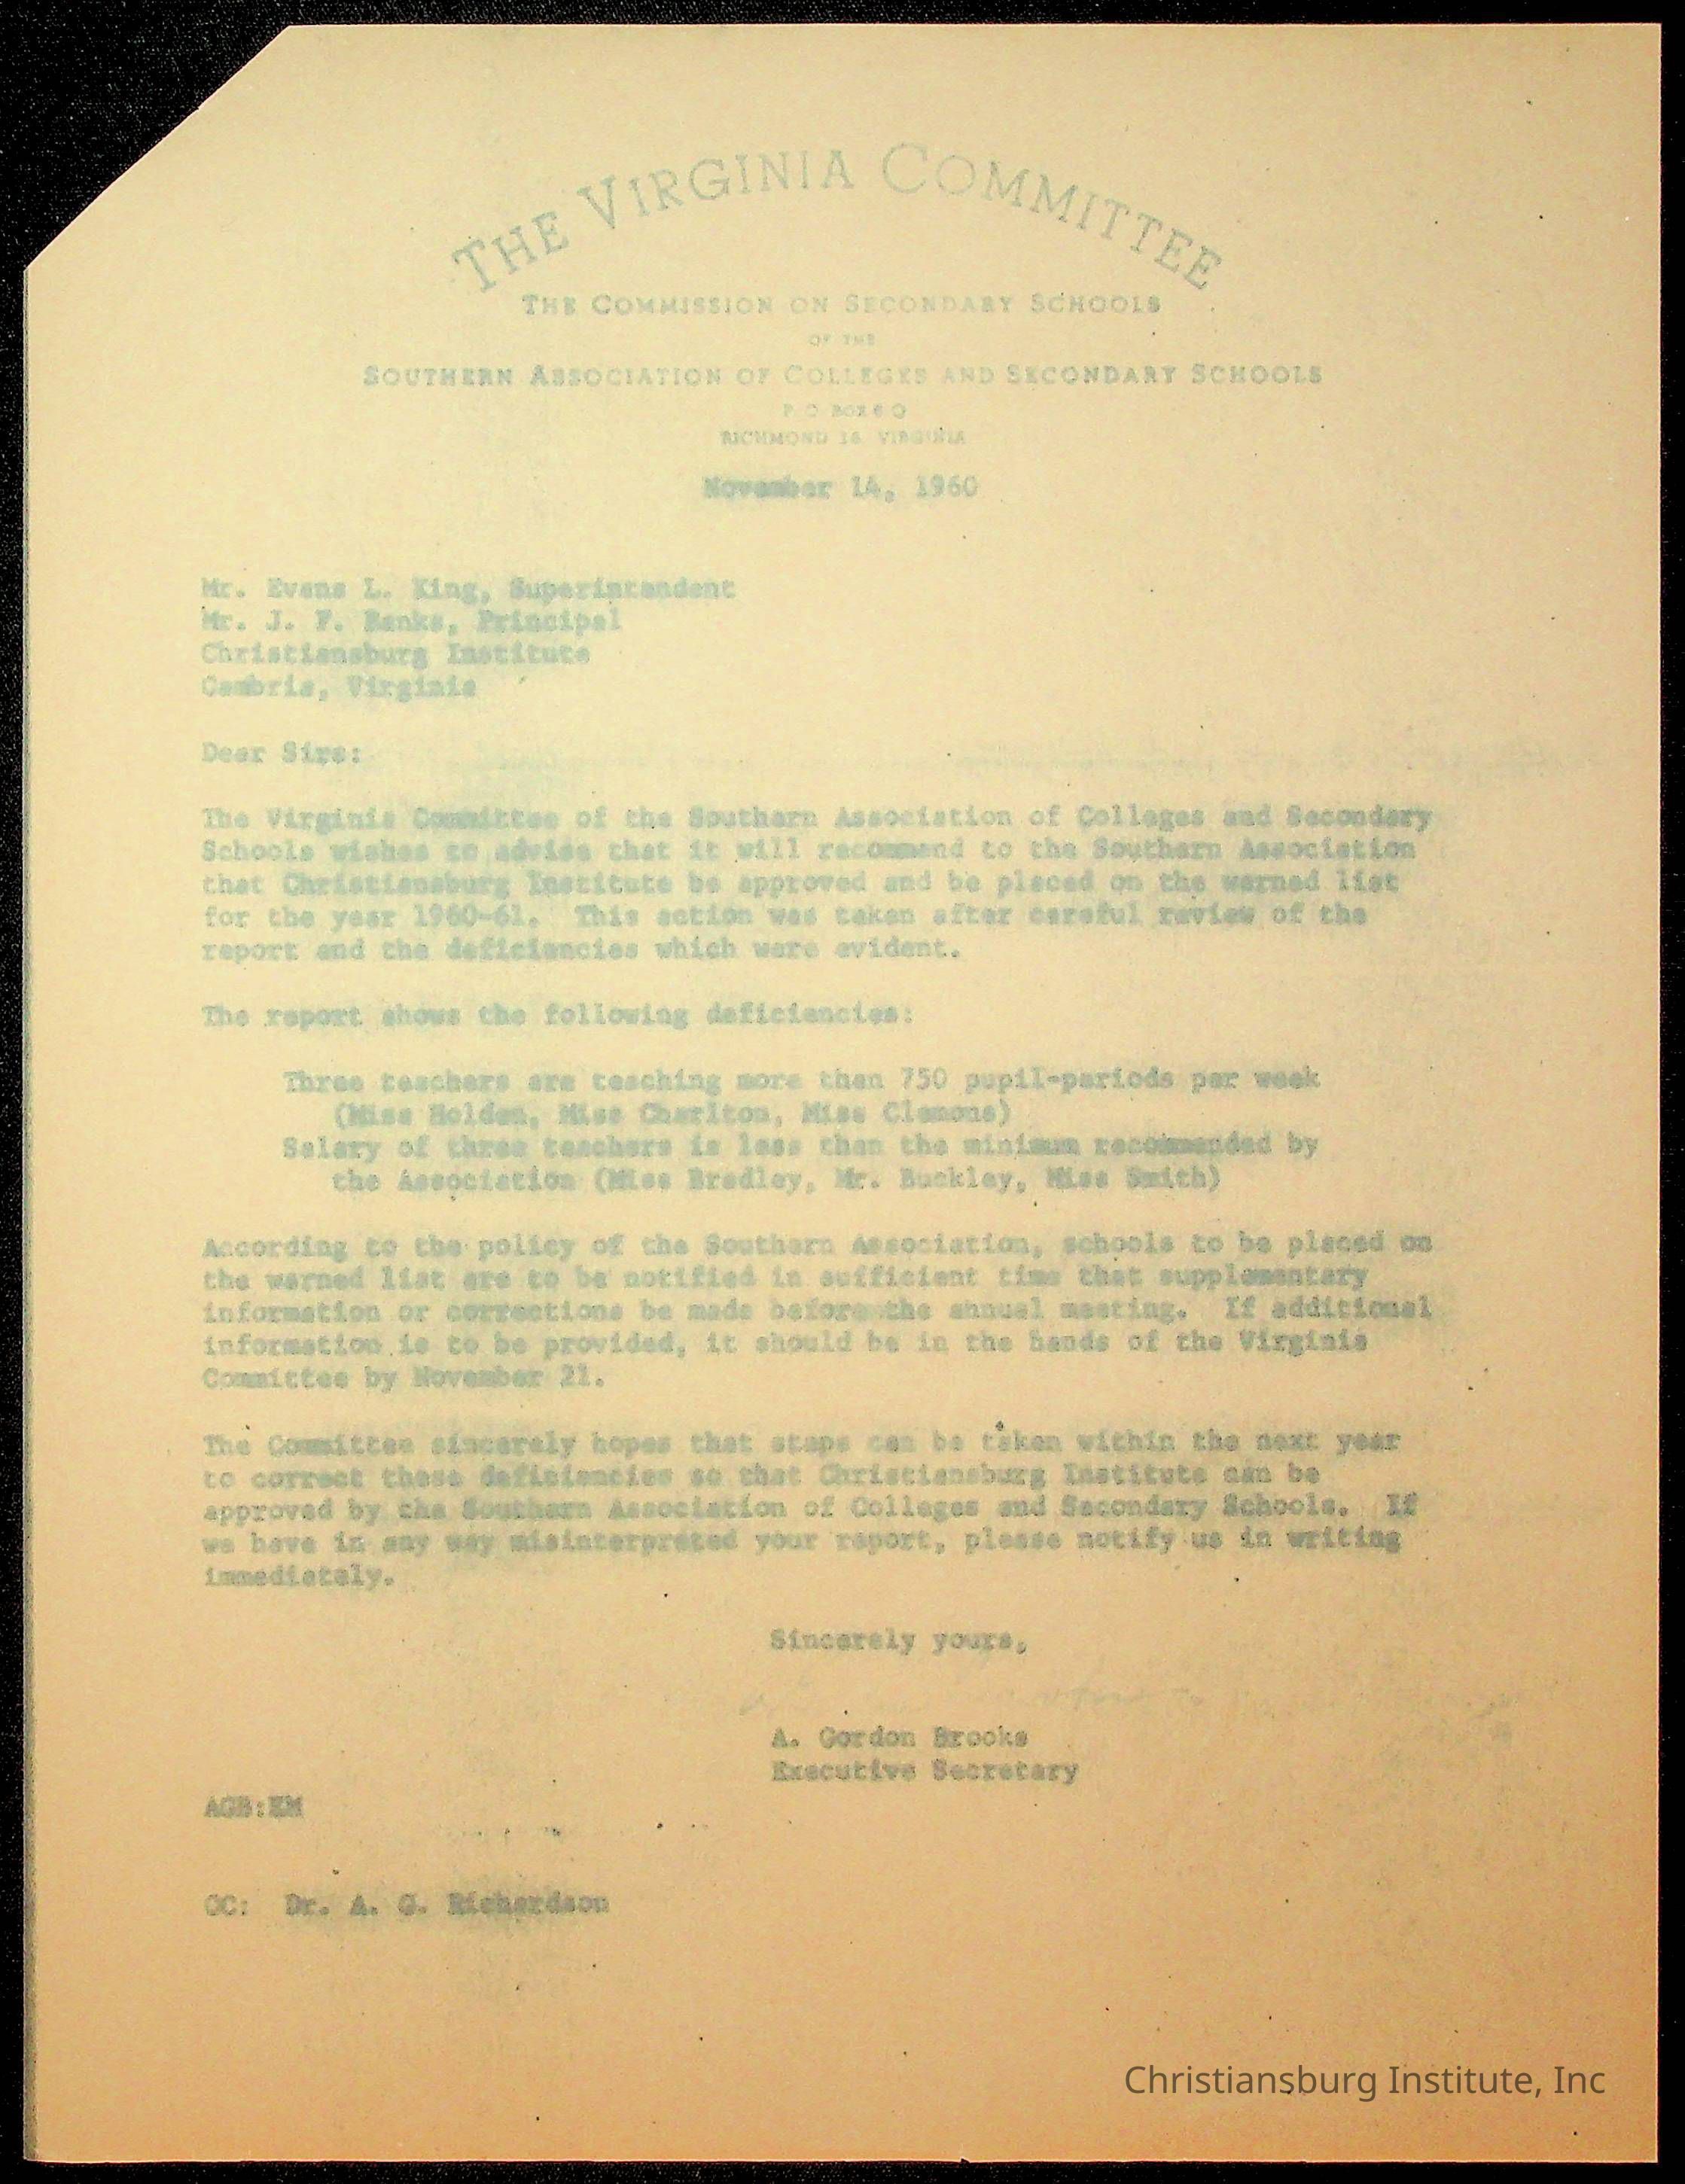 THE VIRGINIA COMMITTEE
THE COMMISSION ON SECONDARY SCHOOLS
OF THE
SOUTHERN ASSOCIATION OF COLLEGES AND SECONDARY SCHOOLS
P O BOX 6 Q
RICHMOND 16 VIRGINIA
November 14, 1960
Mr. Evans L. King, Superintendent
Mr. J. F. Banks, Principal
Christiansburg Institute
Cambria, Virginia
Dear Sirs:
The Virginia Committee of the Southern Association of Colleges and Secondary
Schools wishes to advise that it will recommend to the Southern Association
that Christiansburg Institute be approved and be placed on the warned list
for the year 1960-61. This action was taken after careful review of the
report and the deficiencies which were evident.
The report shows the following deficiencies:
Three teachers are teaching more than 750 pupil-periods per week
(Miss Holden, Miss Charlton, Miss Clemons)
Salary of three teachers is less than the minimum recommended by
the Association (Miss Bradley, Mr. Buckley, Miss Smith)
According to the policy of the Southern Association, schools to be placed on
the warned list are to be notified in sufficient time that supplementary
information or corrections be made before the annual meeting. If additional
information is to be provided, it should be in the hands of the Virginia
Committee by November 21.
The Committee sincerely hopes that steps can be taken within the next year
to correct these deficiencies so that Christiansburg Institute can be
approved by the Southern Association of Colleges and Secondary Schools. If
we have in any way misinterpreted your report, please notify us in writing
immediately.
Sincerely yours,
A. Gordon Brooks
Executive Secretary
AGB:EM
CC: Dr. A. G. Richardson
Christiansburg Institute, Inc